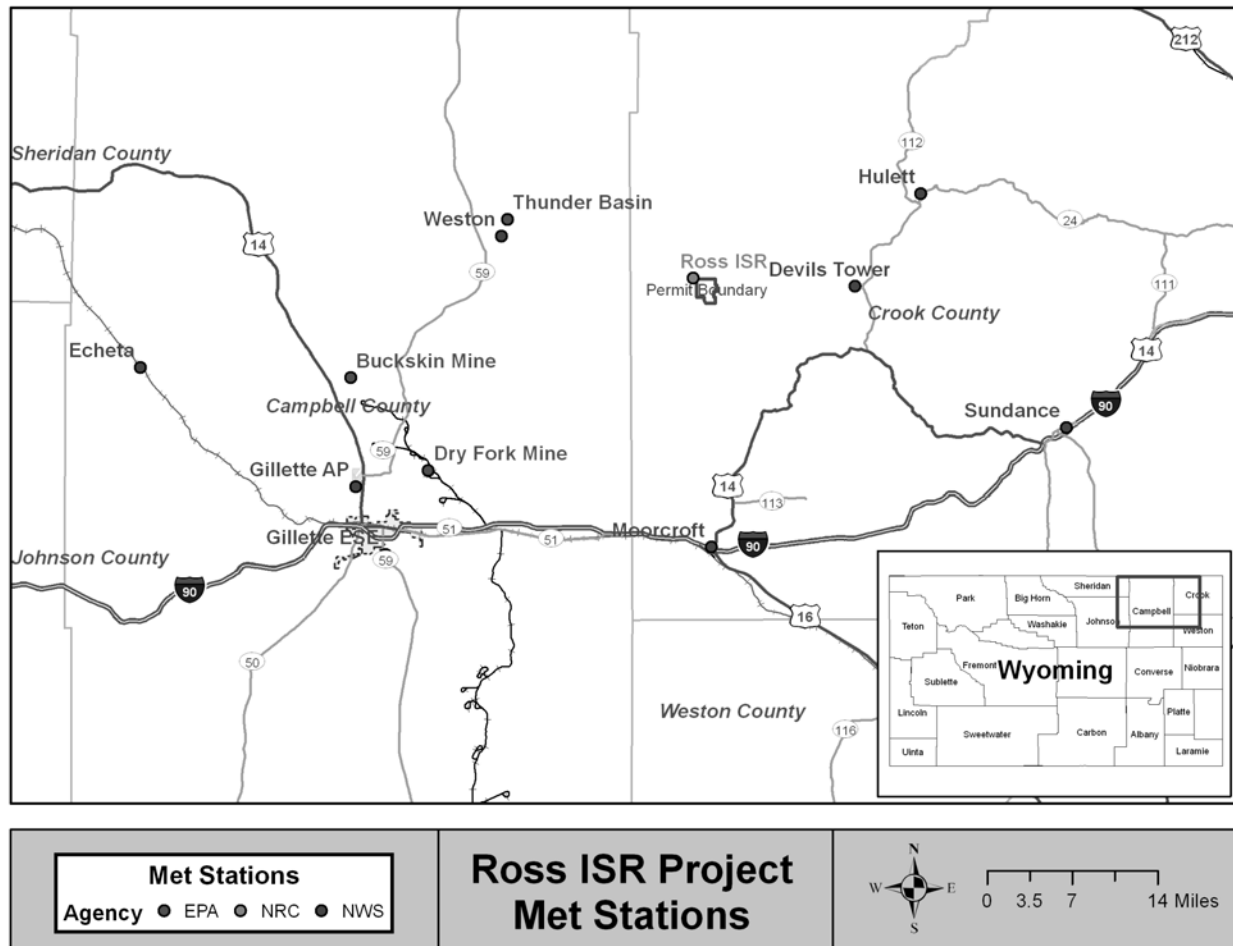 212
112
Sheridan County
Hulett
Thunder Basin
Weston
24
14
59
Ross ISR
Permit Boundary
Devils Tower
111
Crook County
Echeta
Buckskin Mine
14
Campbell County
90
Sundance
59
Dry Fork Mine
Gillette AP
14
113
51
Moorcroft
Gillette ESE
51
90
Johnson County
59
90
16
50
Weston County
116
Sheridan
Park
Big Horn
Campbell
Crook
Teton
Washakie
Johnson
Weston
Fremont
Wyoming
Converse
Niobrara
Sublette
Lincoln
Platte
Sweetwater
Carbon
Albany
Uinta
Laramie
Met Stations
Agency EPA NRC NWS
Ross ISR Project
Met Stations
N
W E
S
0 3.5 7 14 Miles